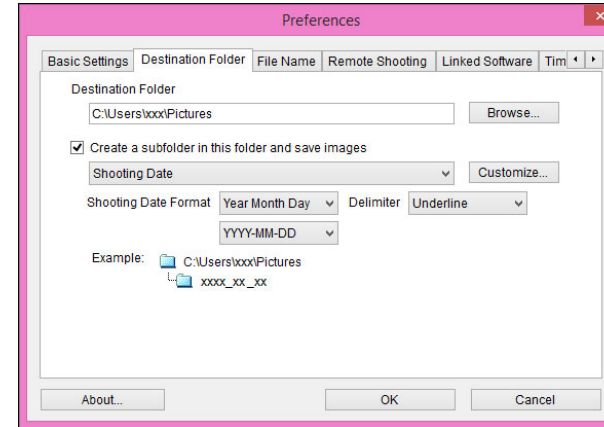 Preferences
Basic Settings Destination Folder File Name Remote Shooting Linked Software Tim
Destination Folder
C:\Users\xxx\Pictures Browse...
Create a subfolder in this folder and save images
Shooting Date Customize...
Shooting Date Format Year Month Day Delimiter Underline
YYYY-MM-DD
Example: C:\Users\xxx\Pictures
xxxx_xx_xx
About... OK Cancel